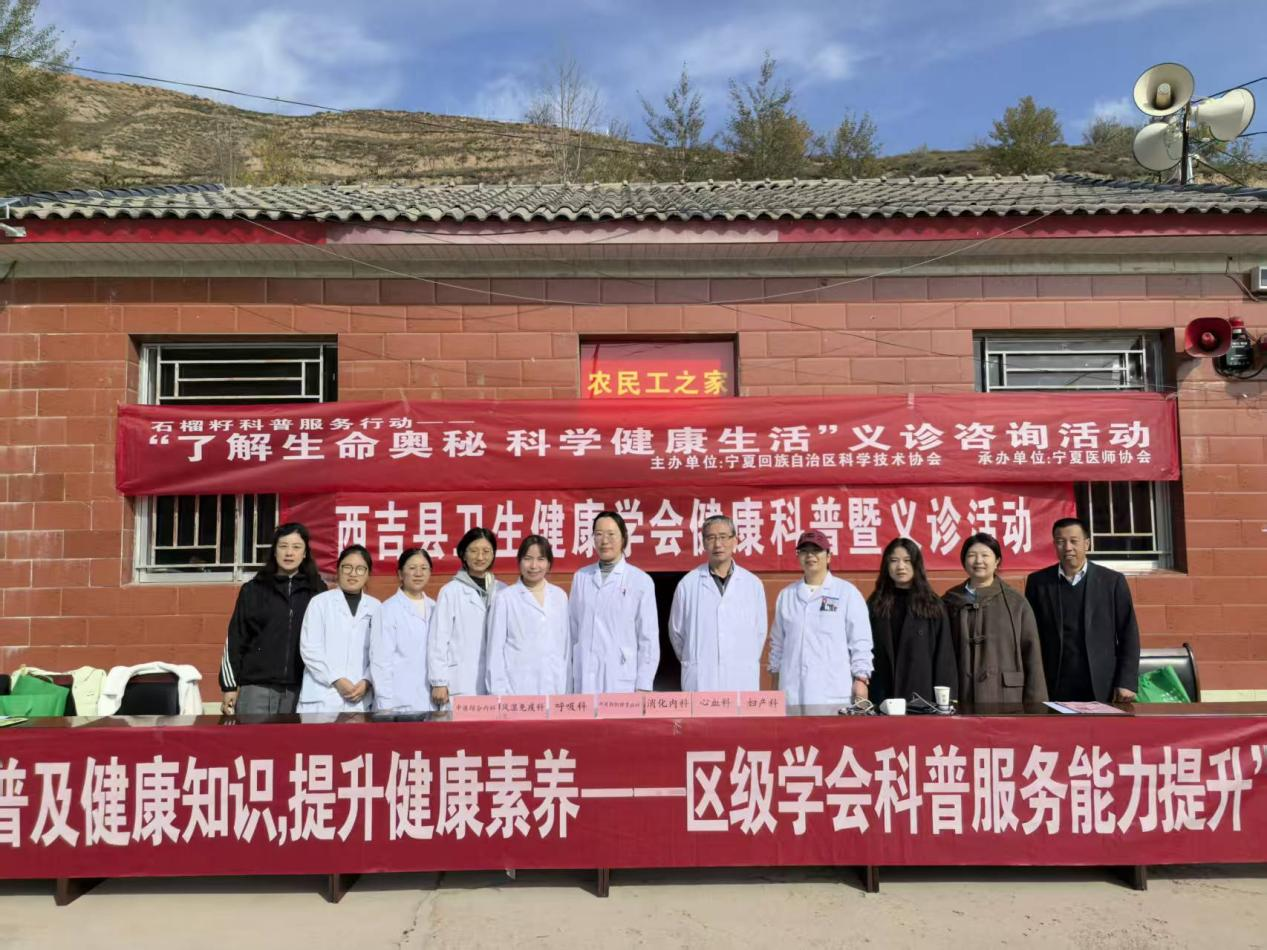 农民工之家
石榴籽科普服务行动——
“了解生命奥秘 科学健康生活”义诊咨询活动
主办单位:宁夏回族自治区科学技术协会 承办单位:宁夏医师协会
西吉县卫生健康学会健康科普暨义诊活动
中医综合内科
风湿免疫科
呼吸科
消化内科
心血科
妇产科
普及健康知识,提升健康素养——区级学会科普服务能力提升”